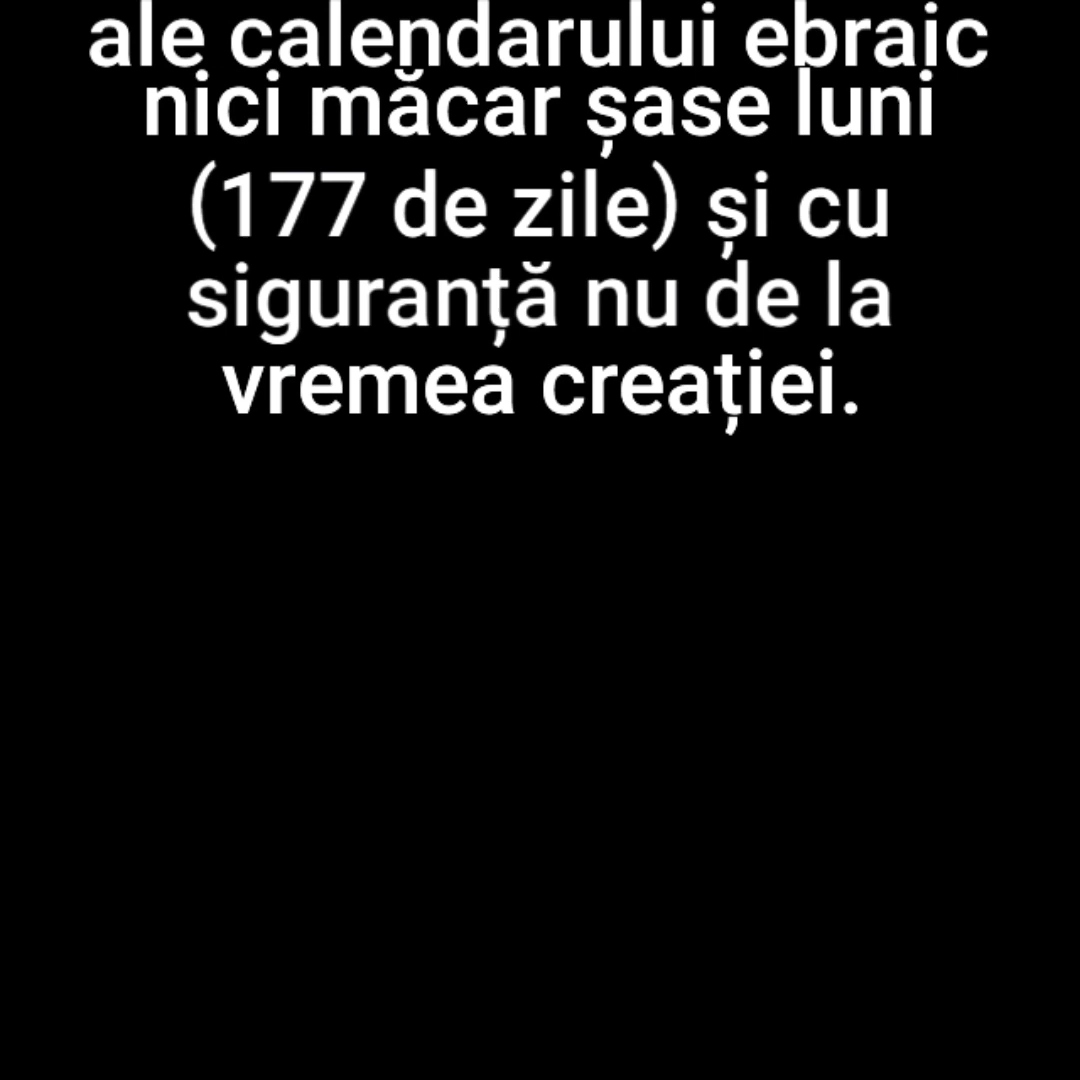 ale calendarului ebraic
nici măcar șase luni
(177 de zile) și cu
siguranță nu de la
vremea creației.